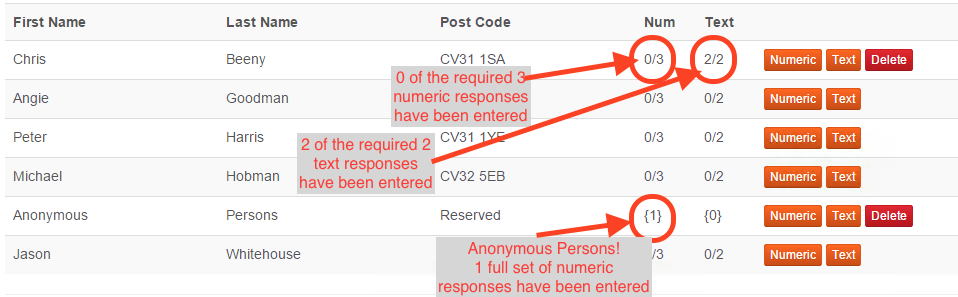 First Name Last Name Post Code Num Text
Chris Beeny CV31 1SA 0/3 2/2 Numeric Text Delete
0 of the required 3
numeric responses
have been entered
Angie Goodman 0/3 0/2 Numeric Text
Peter Harris CV31 1YE 0/3 0/2 Numeric Text
2 of the required 2
text responses
have been entered
Michael Hobman CV32 5EB 0/3 0/2 Numeric Text
Anonymous Persons Reserved {1} {0} Numeric Text Delete
Anonymous Persons!
1 full set of numeric
responses have been entered
Jason Whitehouse /3 0/2 Numeric Text